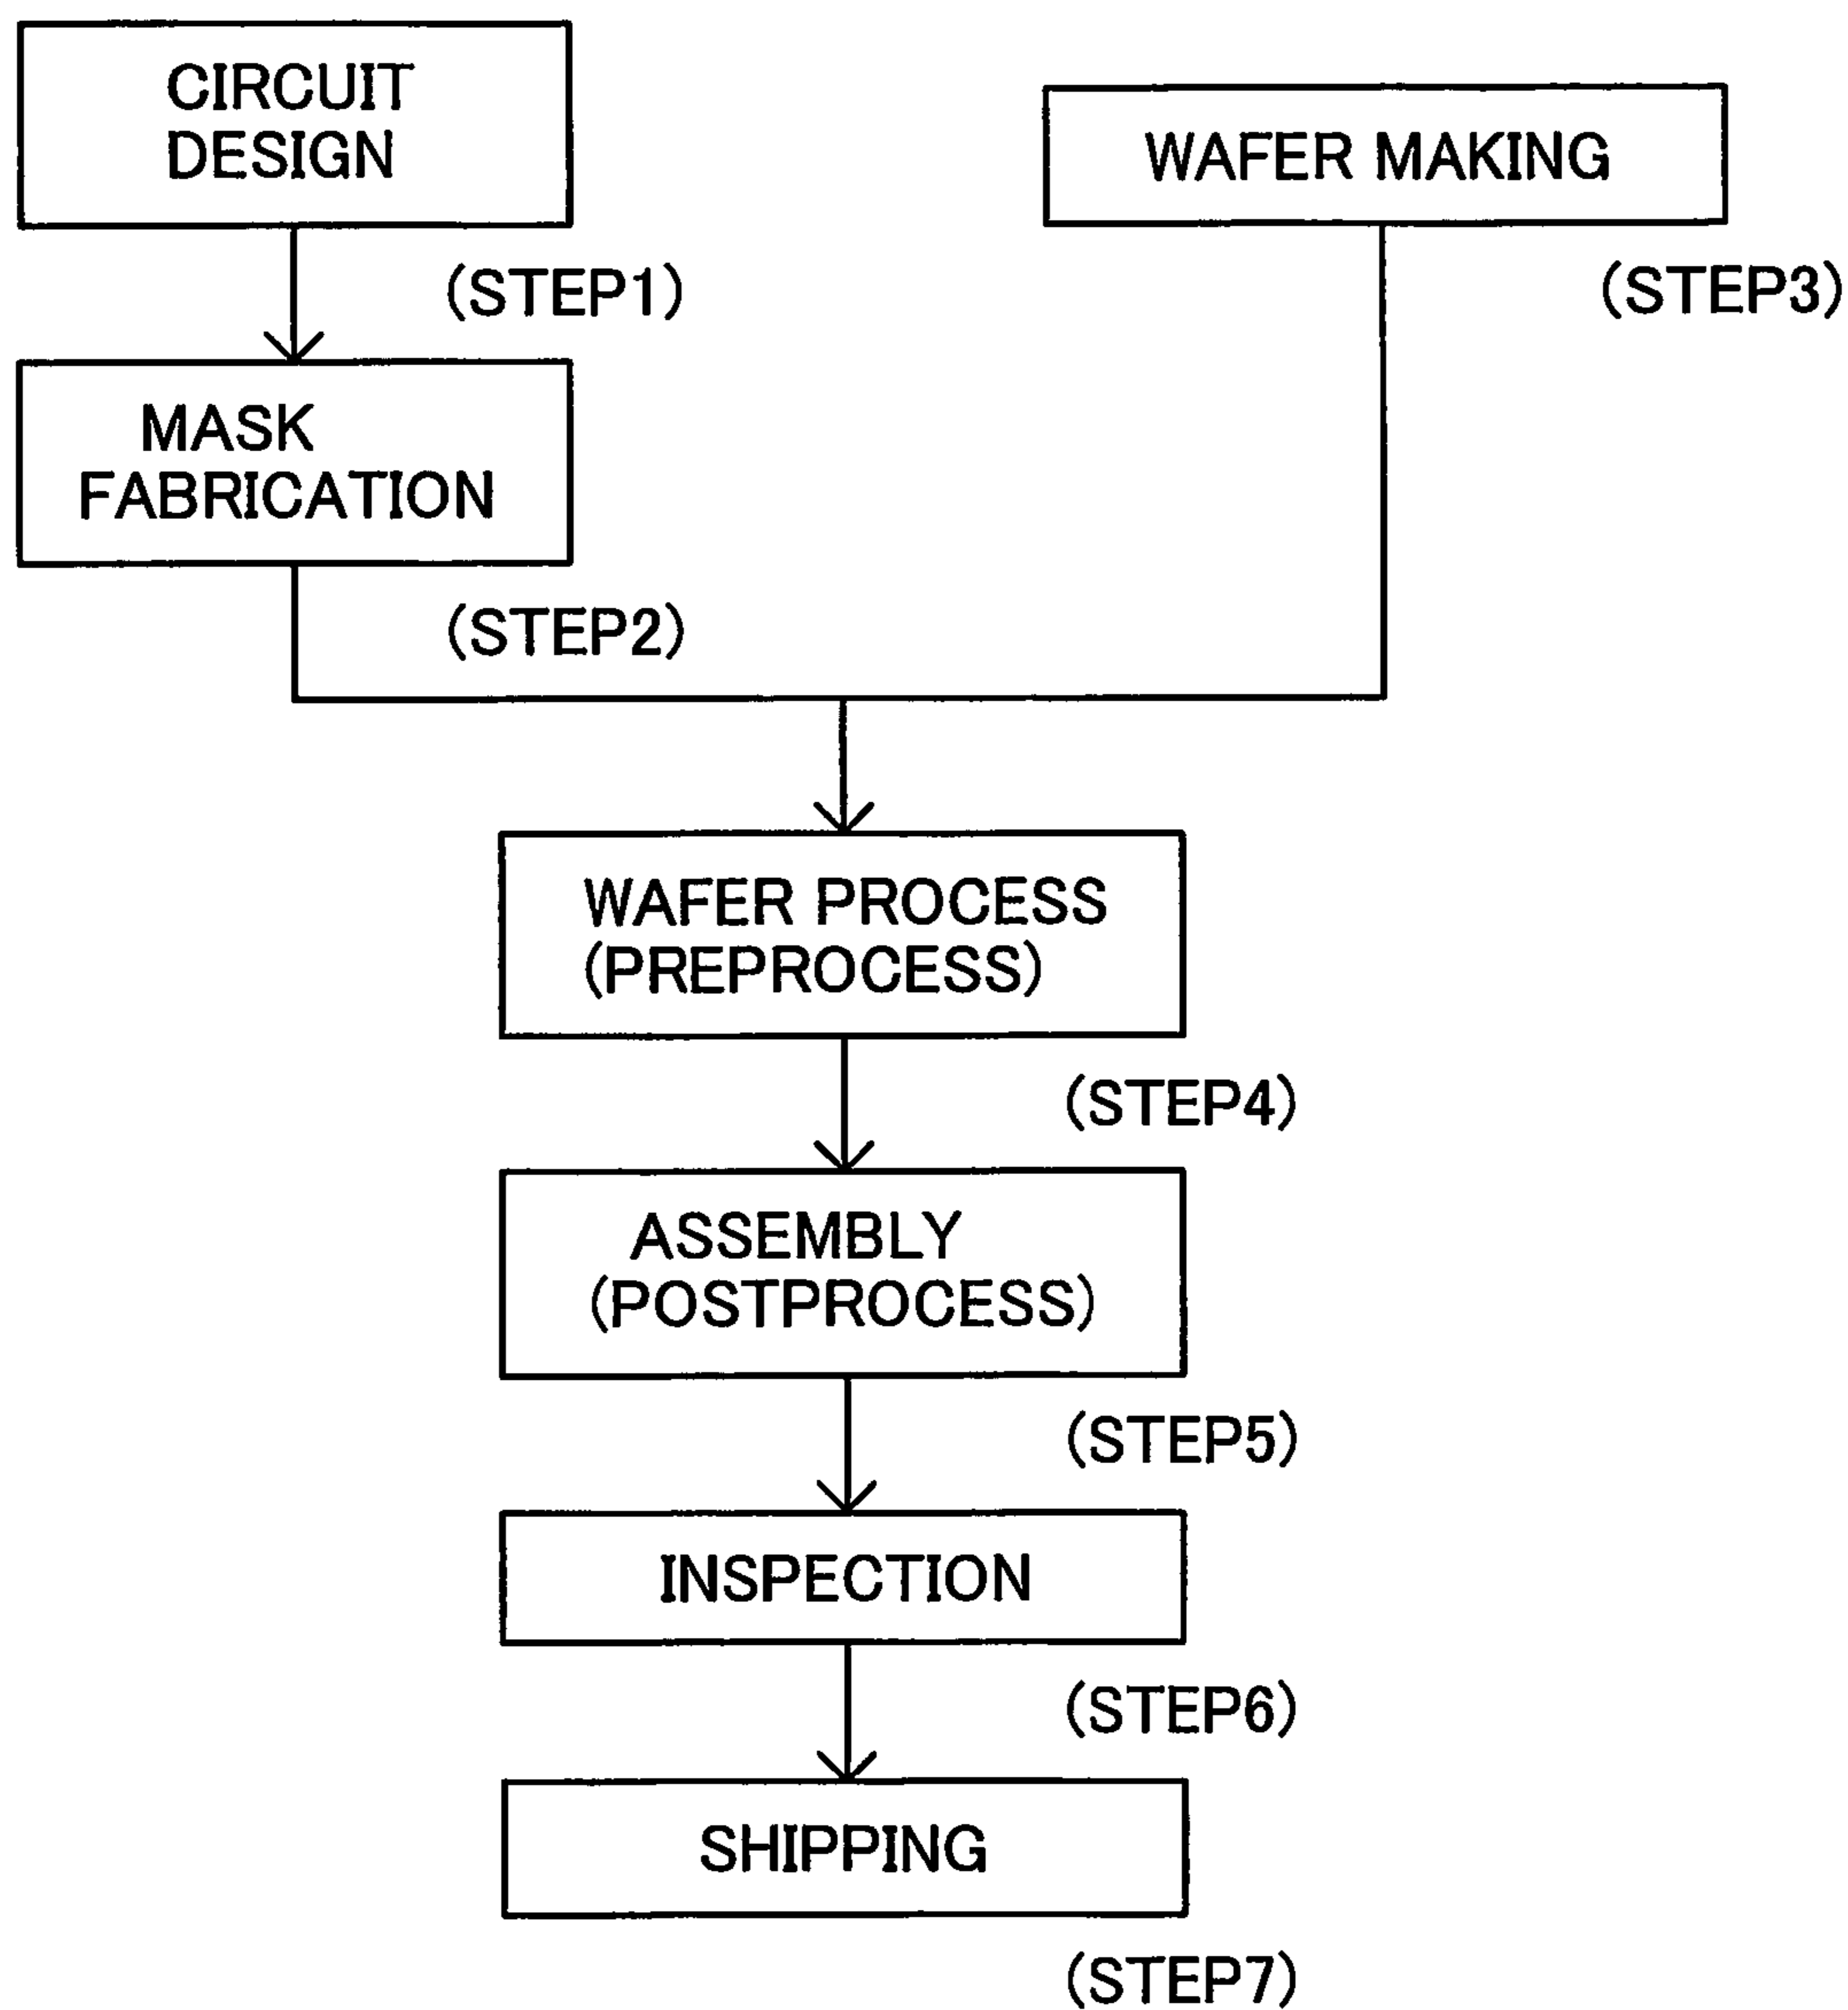 CIRCUIT
DESIGN
(STEP1)
MASK
FABRICATION
(STEP2)
WAFER MAKING
(STEP3)
WAFER PROCESS
(PREPROCESS)
(STEP4)
ASSEMBLY
(POSTPROCESS)
(STEP5)
INSPECTION
(STEP6)
SHIPPING
(STEP7)